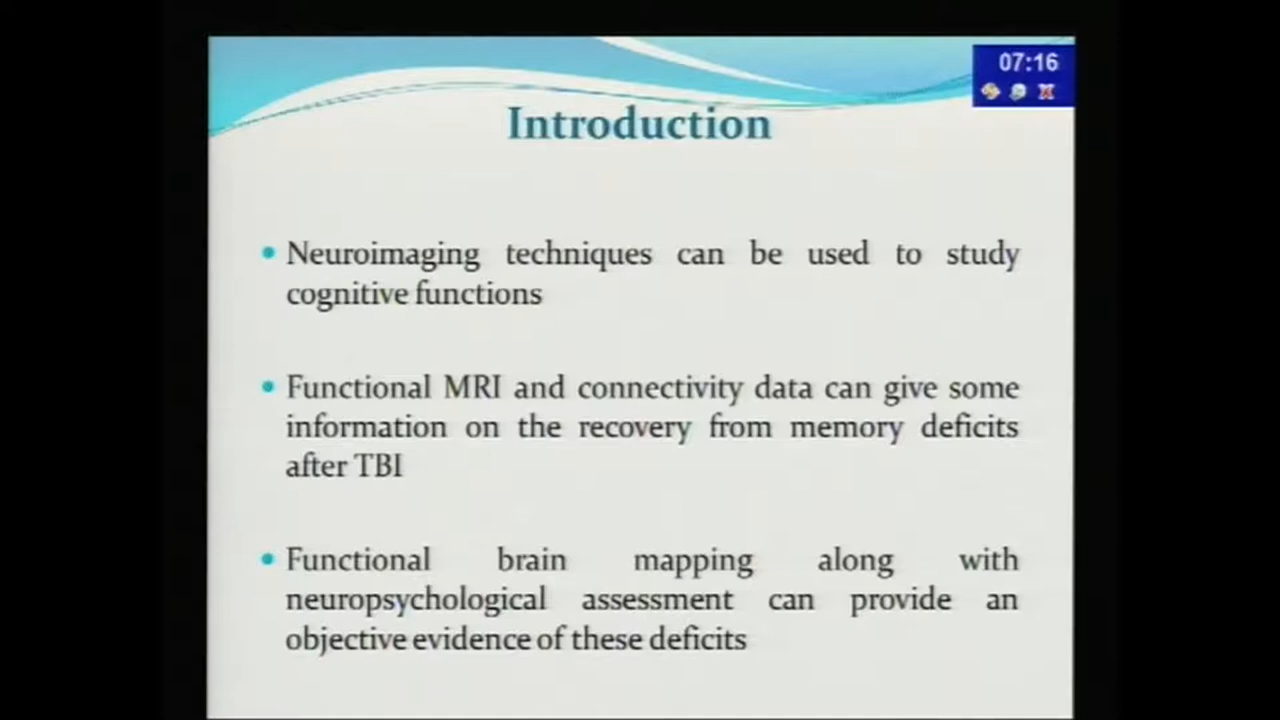 07:16
Introduction
Neuroimaging techniques can be used to study
cognitive functions
Functional MRI and connectivity data can give some
information on the recovery from memory deficits
after TBI
Functional brain mapping along with
neuropsychological assessment can provide an
objective evidence of these deficits